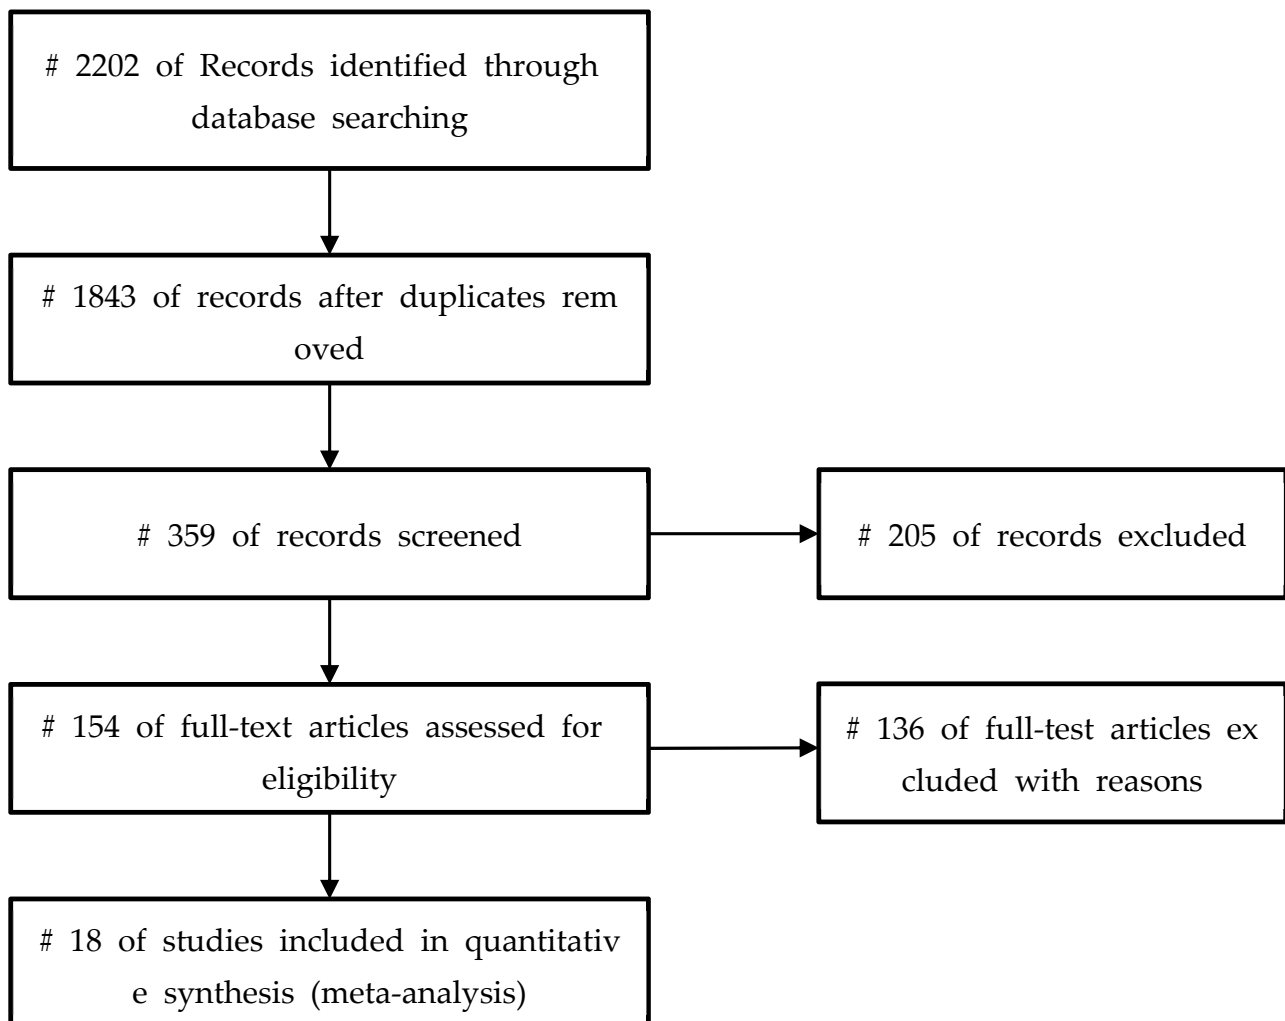 # 2202 of Records identified through
database searching
# 1843 of records after duplicates rem
oved
# 359 of records screened
# 205 of records excluded
# 154 of full-text articles assessed for
eligibility
# 136 of full-test articles ex
cluded with reasons
# 18 of studies included in quantitativ
e synthesis (meta-analysis)